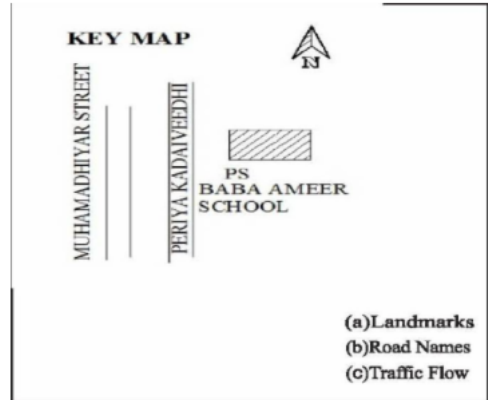 KEY MAP
N
MUHAMADHIYAR STREET
PERIYA KADAIVEEDHI
PS
BABA AMEER
SCHOOL
(a)Landmarks
(b)Road Names
(c)Traffic Flow